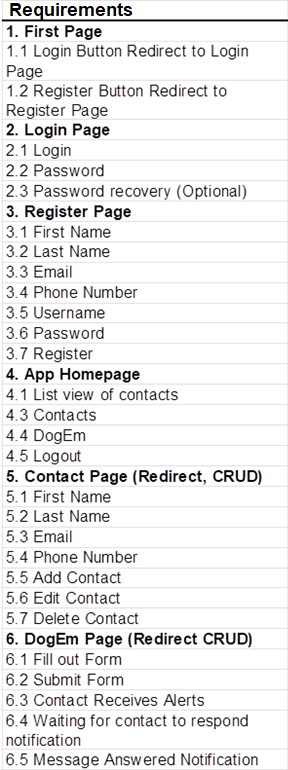 Requirements
1. First Page
1.1 Login Button Redirect to Login
Page
1.2 Register Button Redirect to
Register Page
2. Login Page
2.1 Login
2.2 Password
2.3 Password recovery (Optional)
3. Register Page
3.1 First Name
3.2 Last Name
3.3 Email
3.4 Phone Number
3.5 Username
3.6 Password
3.7 Register
4. App Homepage
4.1 List view of contacts
4.3 Contacts
4.4 DogEm
4.5 Logout
5. Contact Page (Redirect, CRUD)
5.1 First Name
5.2 Last Name
5.3 Email
5.4 Phone Number
5.5 Add Contact
5.6 Edit Contact
5.7 Delete Contact
6. DogEm Page (Redirect CRUD)
6.1 Fill out Form
6.2 Submit Form
6.3 Contact Receives Alerts
6.4 Waiting for contact to respond
notification
6.5 Message Answered Notification